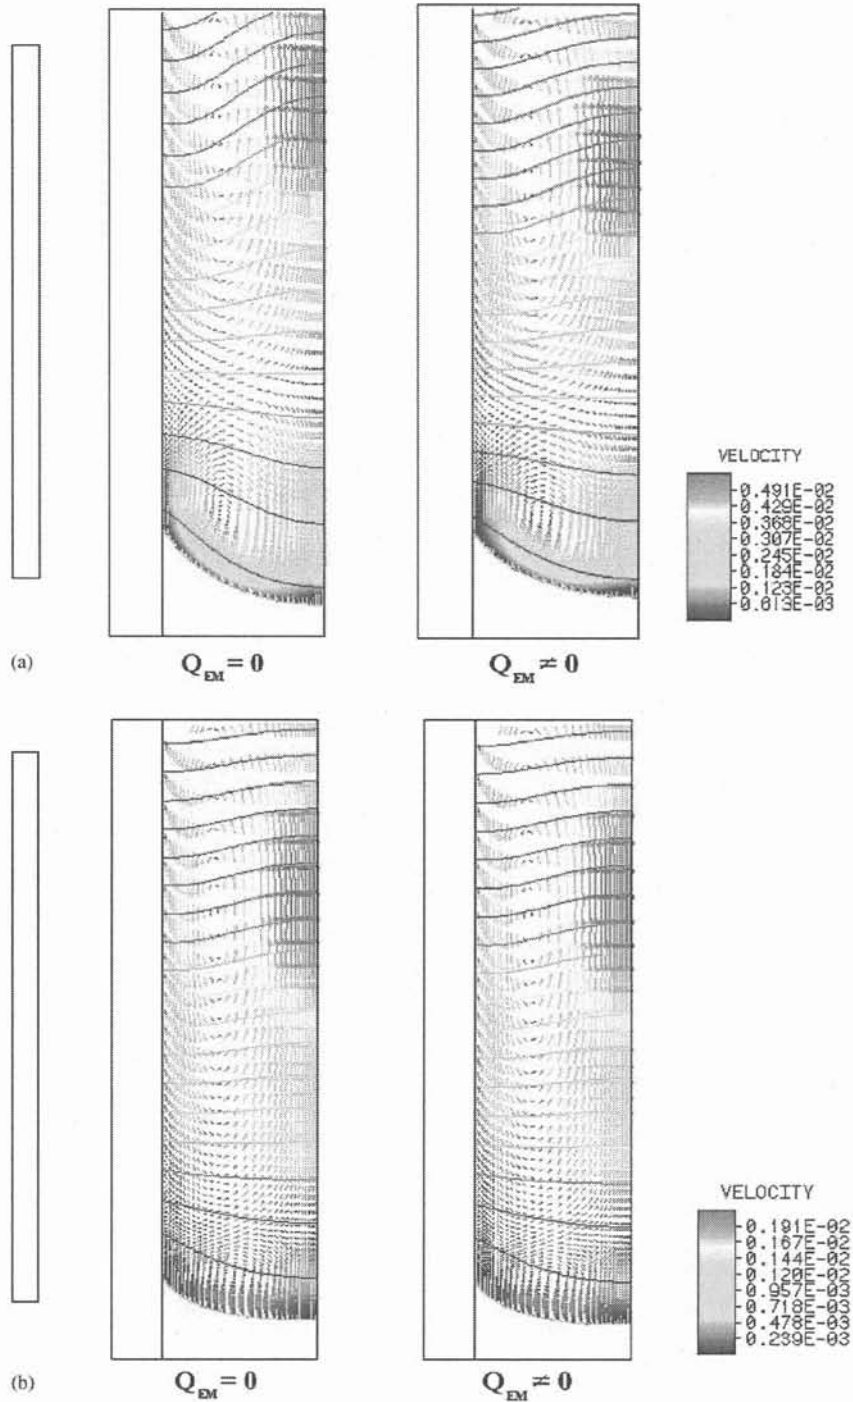 VELOCITY
0.491E-02
0.429E-02
0.368E-02
0.307E-02
0.245E-02
0.184E-02
0.123E-02
0.613E-03
(a)
Q_EM = 0
Q_EM ≠ 0
VELOCITY
0.191E-02
0.167E-02
0.144E-02
0.120E-02
0.957E-03
0.718E-03
0.478E-03
0.239E-03
(b)
Q_EM = 0
Q_EM ≠ 0